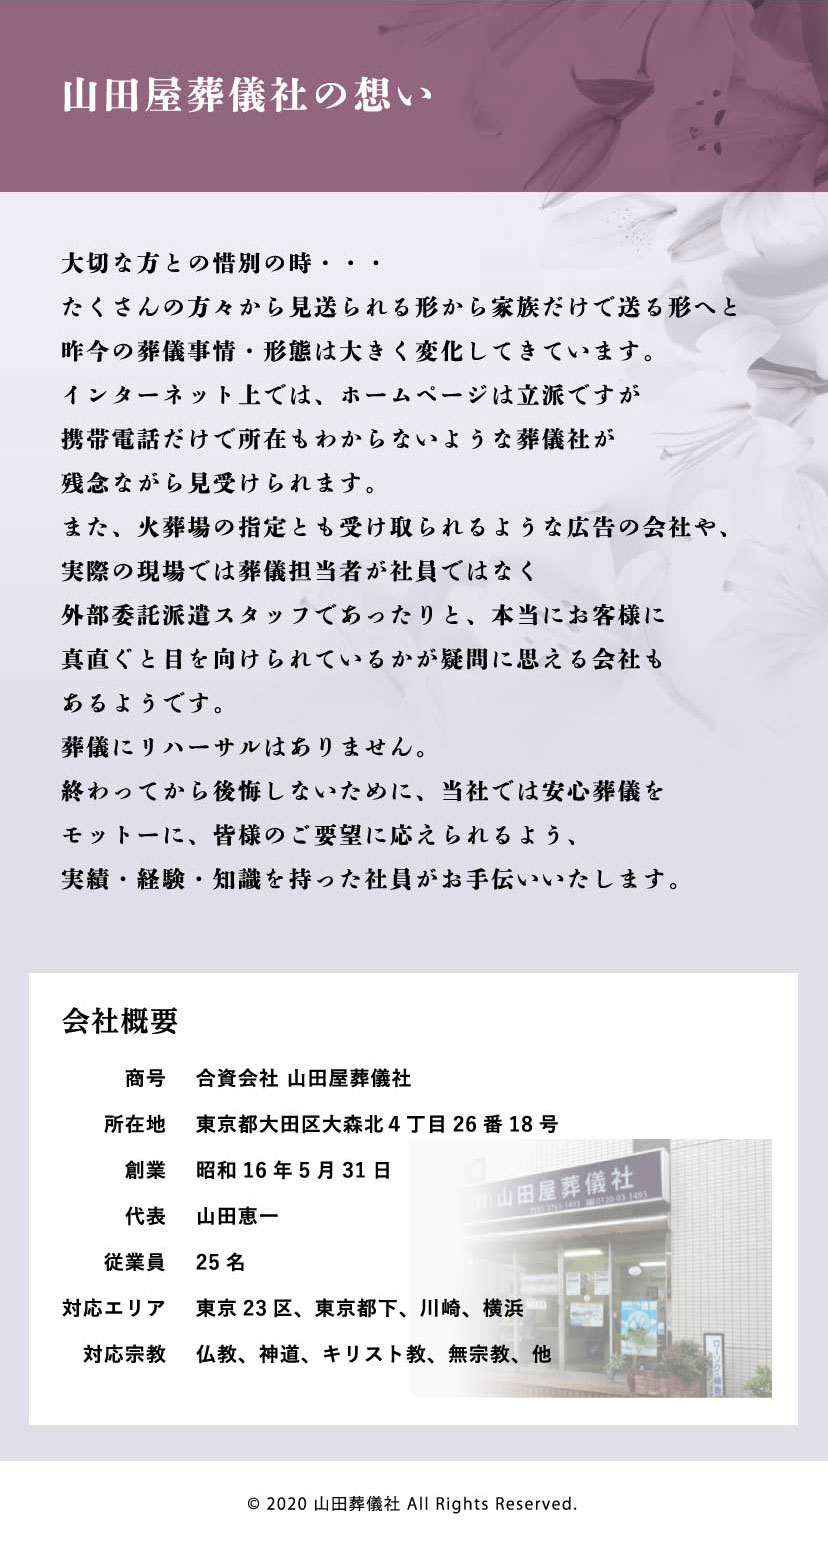 山田屋葬儀社の想い
大切な方との惜別の時・・・
たくさんの方々から見送られる形から家族だけで送る形へと
昨今の葬儀事情・形態は大きく変化してきています。
インターネット上では、ホームページは立派ですが
携帯電話だけで所在もわからないような葬儀社が
残念ながら見受けられます。
また、火葬場の指定とも受け取られるような広告の会社や、
実際の現場では葬儀担当者が社員ではなく
外部委託派遣スタッフであったりと、本当にお客様に
真直ぐと目を向けられているかが疑問に思える会社も
あるようです。
葬儀にリハーサルはありません。
終わってから後悔しないために、当社では安心葬儀を
モットーに、皆様のご要望に応えられるよう、
実績・経験・知識を持った社員がお手伝いいたします。
会社概要
商号 合資会社 山田屋葬儀社
所在地 東京都大田区大森北４丁目 26 番 18 号
創業 昭和 16 年 5 月 31 日
山田屋葬儀社
代表 山田恵一
従業員 25 名
対応エリア 東京 23 区、東京都下、川崎、横浜
対応宗教 仏教、神道、キリスト教、無宗教、他
© 2020 山田葬儀社 All Rights Reserved.